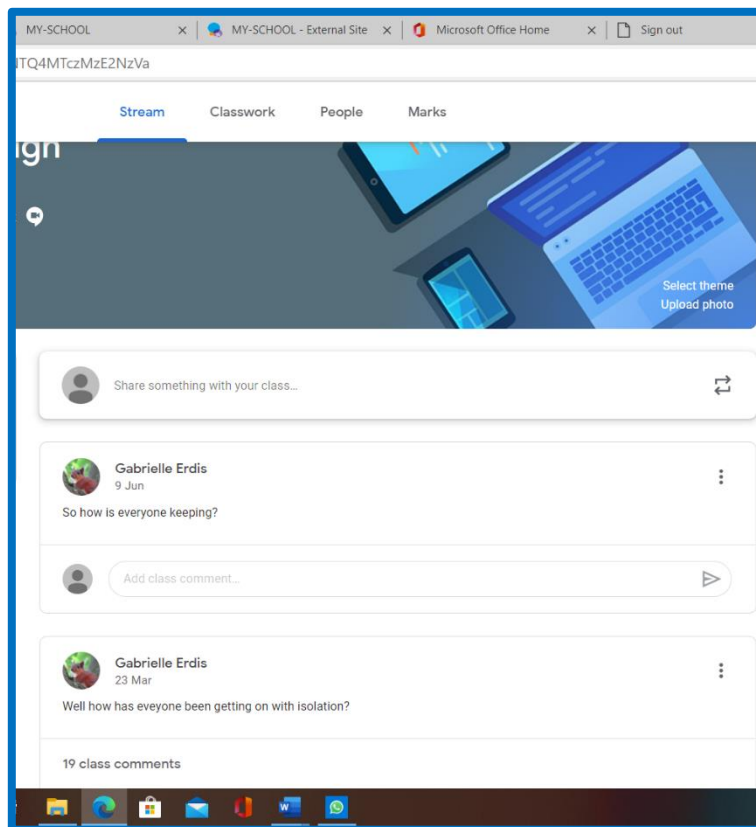 MY-SCHOOL
MY-SCHOOL - External Site
Microsoft Office Home
Sign out
TQ4MTczMzE2NzVa
Stream Classwork People Marks
ign
Select theme
Upload photo
Share something with your class...
Gabrielle Erdis
9 Jun
So how is everyone keeping?
Add class comment...
Gabrielle Erdis
23 Mar
Well how has eveyone been getting on with isolation?
19 class comments